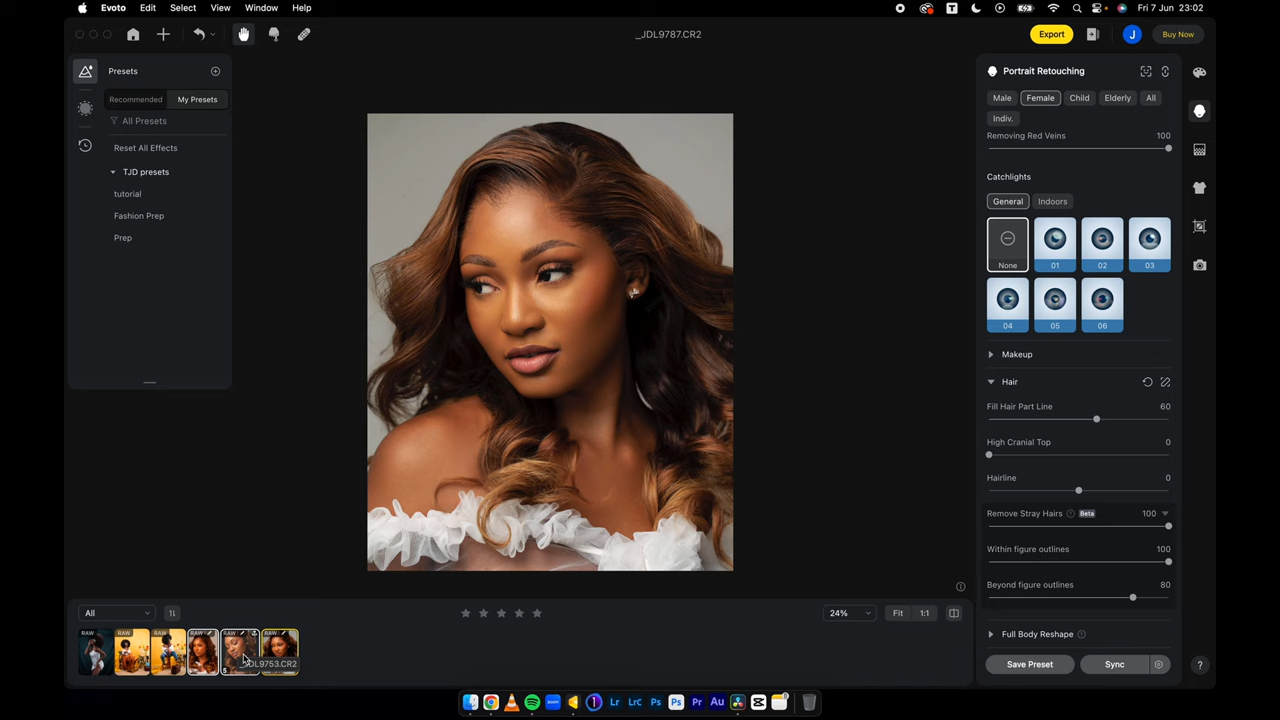 Evoto Edit Select View Window Help
T
Fri 7 Jun 23:02
_JDL9787.CR2
Export
J
Buy Now
Presets
Recommended My Presets
All Presets
Reset All Effects
TJD presets
tutorial
Fashion Prep
Prep
Portrait Retouching
Male Female Child Elderly All
Indiv.
Removing Red Veins 100
Catchlights
General Indoors
None 01 02 03
04 05 06
Makeup
Hair
Fill Hair Part Line 60
High Cranial Top 0
Hairline 0
Remove Stray Hairs ? Beta 100
Within figure outlines 100
Beyond figure outlines 80
Full Body Reshape
Save Preset Sync
?
All
24% Fit 1:1
RAW RAW RAW RAW RAW RAW
_JDL9753.CR2
5
zoom Lr LrC Ps Ps Pr Au